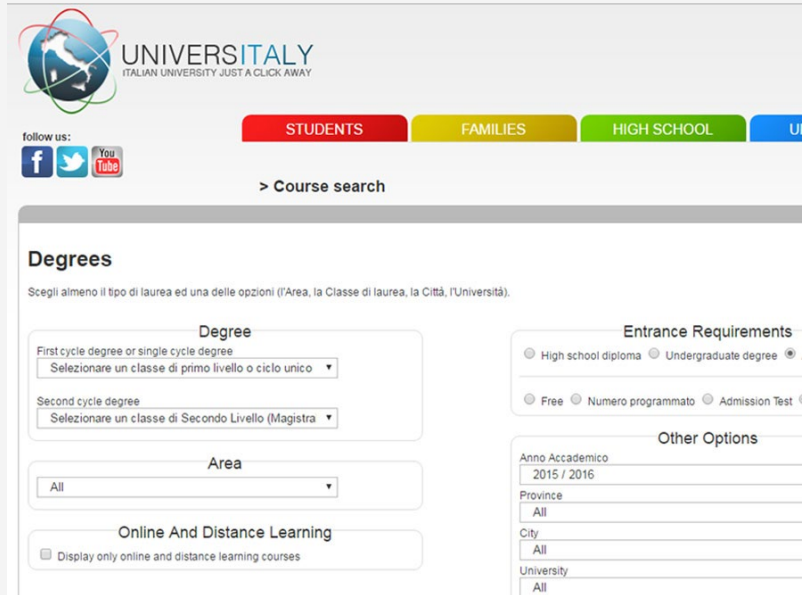 UNIVERSITALY
ITALIAN UNIVERSITY JUST A CLICK AWAY
follow us:
You
Tube
STUDENTS
FAMILIES
HIGH SCHOOL
> Course search
Degrees
Scegli almeno il tipo di laurea ed una delle opzioni (l'Area, la Classe di laurea, la Città, l'Università).
Degree
First cycle degree or single cycle degree
Selezionare un classe di primo livello o ciclo unico
Second cycle degree
Selezionare un classe di Secondo Livello (Magistra
Area
All
Online And Distance Learning
Display only online and distance learning courses
Entrance Requirements
High school diploma Undergraduate degree
Free Numero programmato Admission Test
Other Options
Anno Accademico
2015 / 2016
Province
All
City
All
University
All